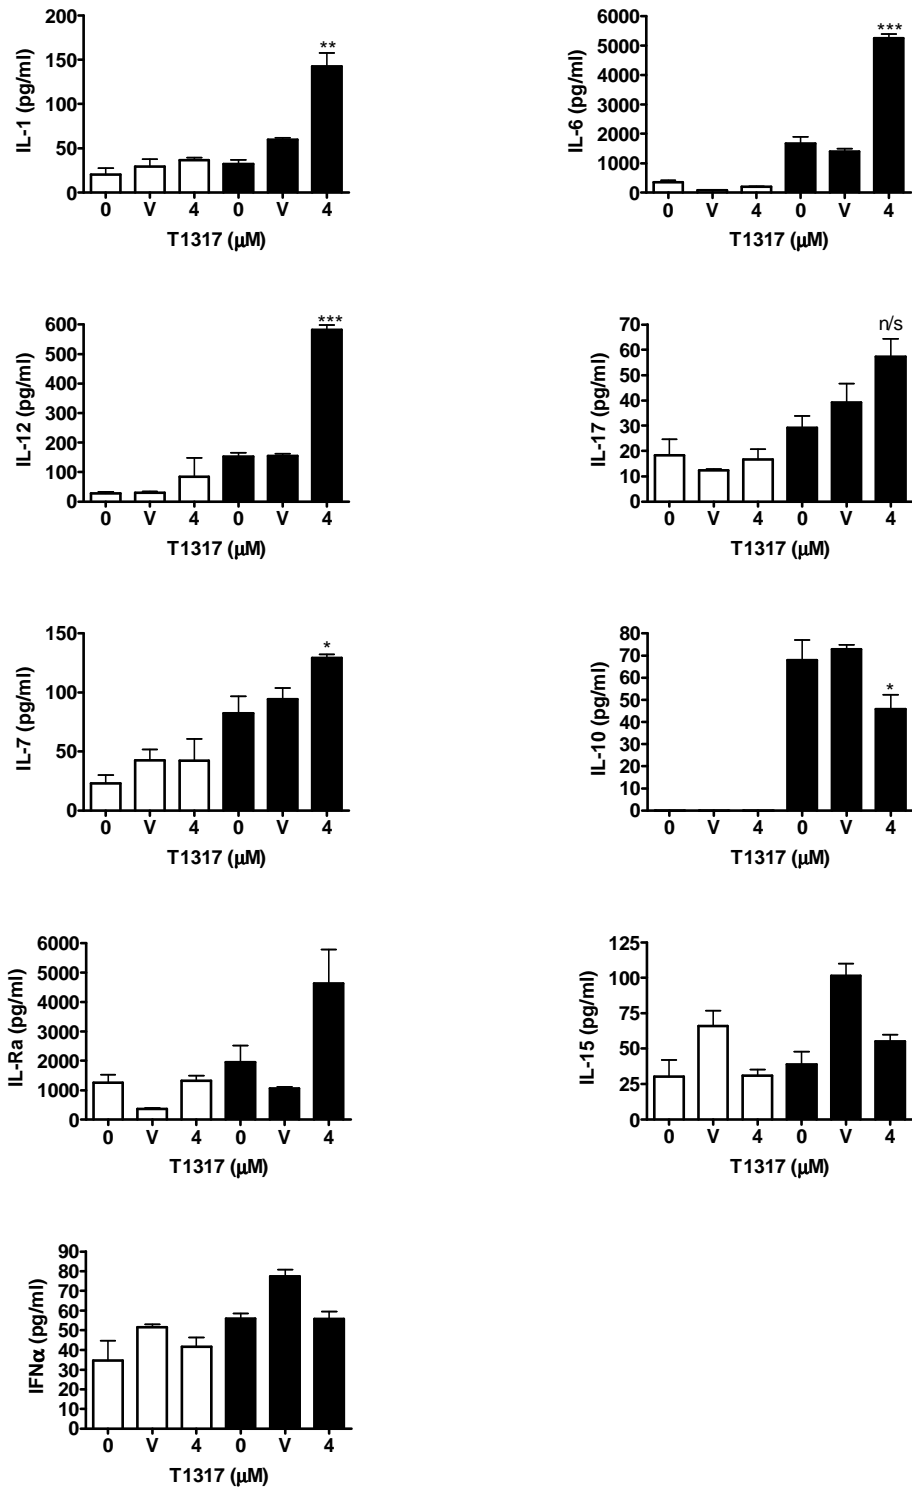 IL-1 (pg/ml)
200
150
100
50
0
**
0 V 4 0 V 4
T1317 (μM)
IL-6 (pg/ml)
6000
5000
4000
3000
2000
1000
0
***
0 V 4 0 V 4
T1317 (μM)
IL-12 (pg/ml)
600
500
400
300
200
100
0
***
0 V 4 0 V 4
T1317 (μM)
IL-17 (pg/ml)
70
60
50
40
30
20
10
0
n/s
0 V 4 0 V 4
T1317 (μM)
IL-7 (pg/ml)
150
100
50
0
*
0 V 4 0 V 4
T1317 (μM)
IL-10 (pg/ml)
80
70
60
50
40
30
20
10
0
*
0 V 4 0 V 4
T1317 (μM)
IL-Ra (pg/ml)
6000
5000
4000
3000
2000
1000
0
0 V 4 0 V 4
T1317 (μM)
IL-15 (pg/ml)
125
100
75
50
25
0
0 V 4 0 V 4
T1317 (μM)
IFNα (pg/ml)
90
80
70
60
50
40
30
20
10
0
0 V 4 0 V 4
T1317 (μM)